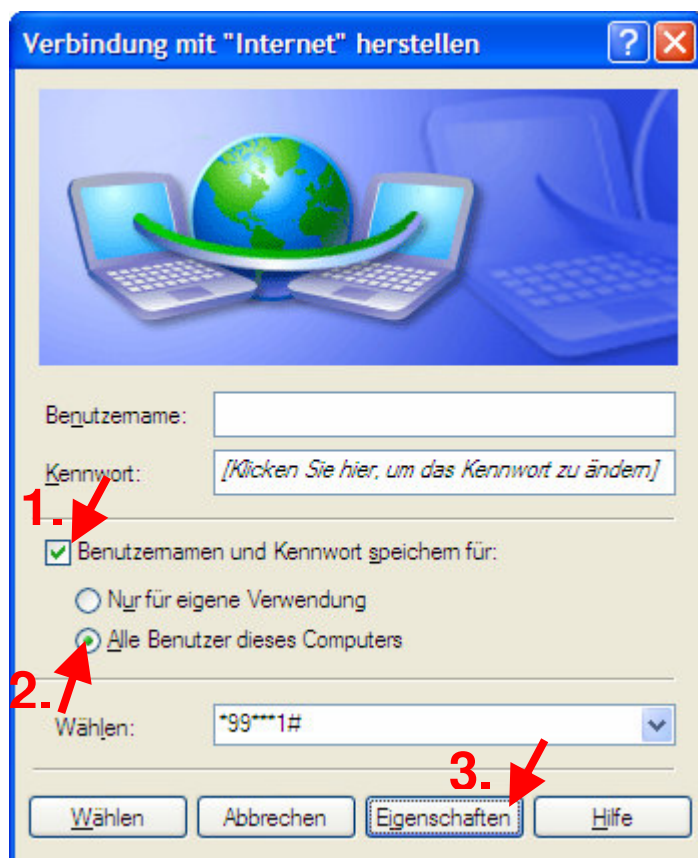 Verbindung mit "Internet" herstellen
Benutzername:
Kennwort: [Klicken Sie hier, um das Kennwort zu ändern]
1.
Benutzernamen und Kennwort speichern für:
Nur für eigene Verwendung
Alle Benutzer dieses Computers
2.
Wählen: *99***1#
3.
Wählen Abbrechen Eigenschaften Hilfe